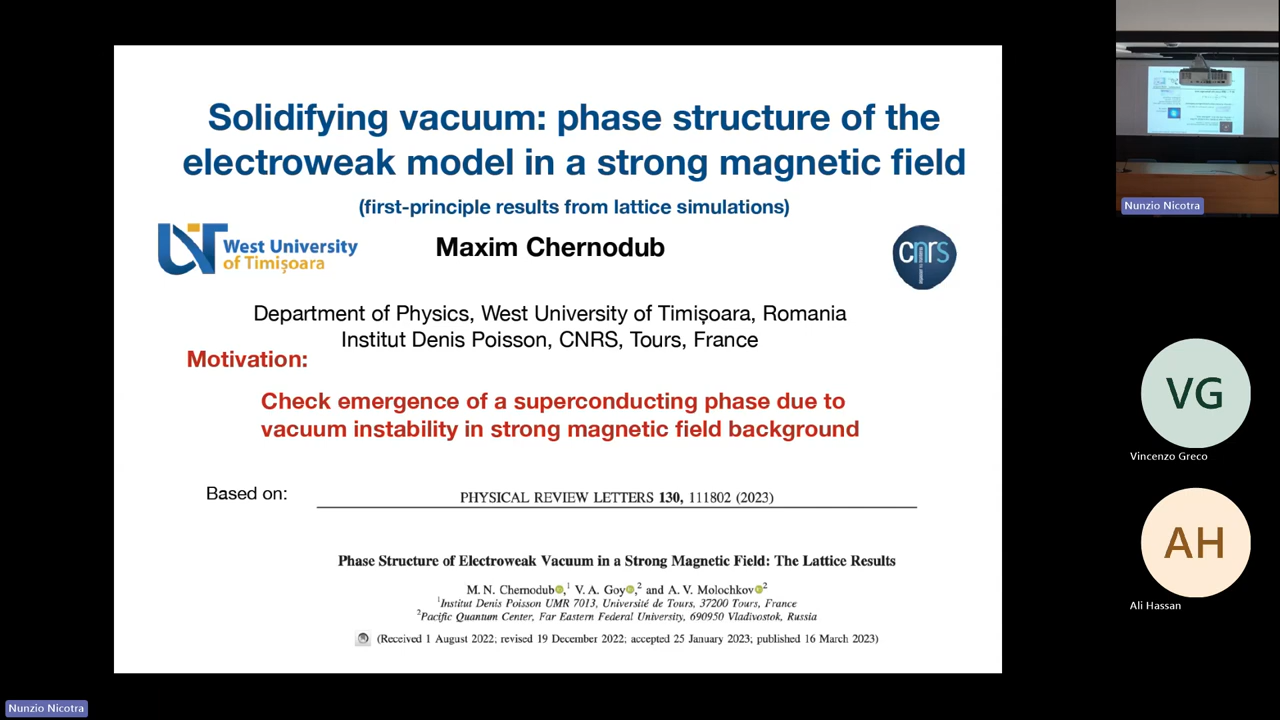 Solidifying vacuum: phase structure of the
electroweak model in a strong magnetic field
(first-principle results from lattice simulations)
UT West University
of Timișoara
Maxim Chernodub
cnrs
Department of Physics, West University of Timișoara, Romania
Institut Denis Poisson, CNRS, Tours, France
Motivation:
Check emergence of a superconducting phase due to
vacuum instability in strong magnetic field background
Based on:
PHYSICAL REVIEW LETTERS 130, 111802 (2023)
Phase Structure of Electroweak Vacuum in a Strong Magnetic Field: The Lattice Results
M. N. Chernodub,1 V. A. Goy,2 and A. V. Molochkov2
1Institut Denis Poisson UMR 7013, Université de Tours, 37200 Tours, France
2Pacific Quantum Center, Far Eastern Federal University, 690950 Vladivostok, Russia
(Received 1 August 2022; revised 19 December 2022; accepted 25 January 2023; published 16 March 2023)
Nunzio Nicotra
VG
Vincenzo Greco
AH
Ali Hassan
Nunzio Nicotra